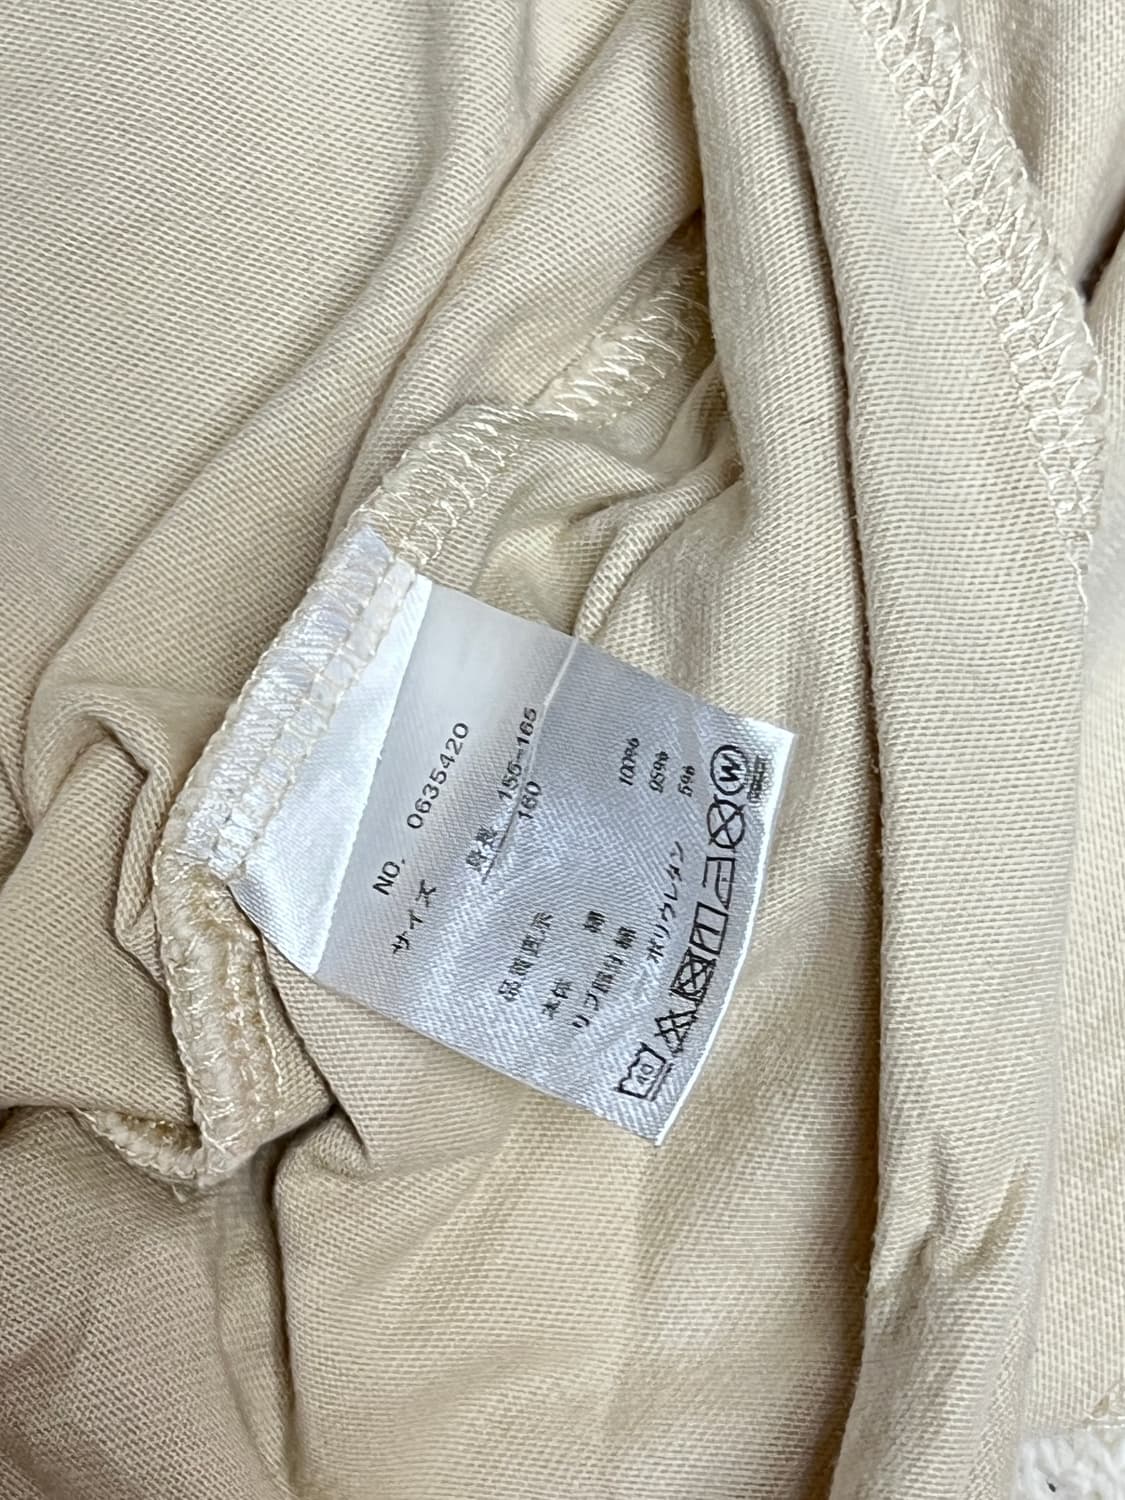 NO. 0635420
サイズ
身長 155-165
160
品質表示
本体 綿 100%
リブ部分 綿 95%
ポリウレタン 5%
40
W